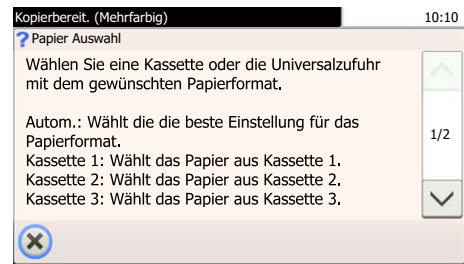 Kopierbereit. (Mehrfarbig) 10:10
? Papier Auswahl
Wählen Sie eine Kassette oder die Universalzufuhr
mit dem gewünschten Papierformat.
Autom.: Wählt die die beste Einstellung für das
Papierformat.
1/2
Kassette 1: Wählt das Papier aus Kassette 1.
Kassette 2: Wählt das Papier aus Kassette 2.
Kassette 3: Wählt das Papier aus Kassette 3.